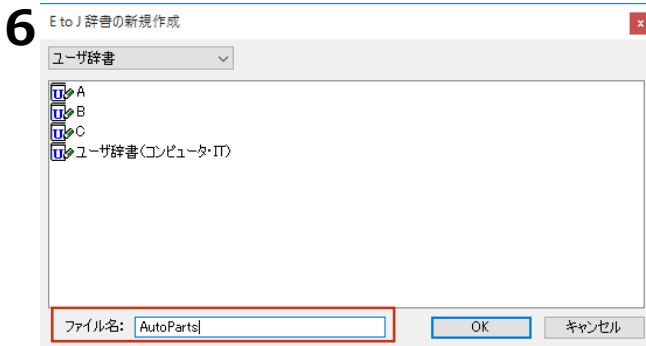 6
E to J 辞書の新規作成
x
ユーザ辞書
U A
U B
U C
U ユーザ辞書(コンピュータ・IT)
ファイル名: AutoParts OK キャンセル